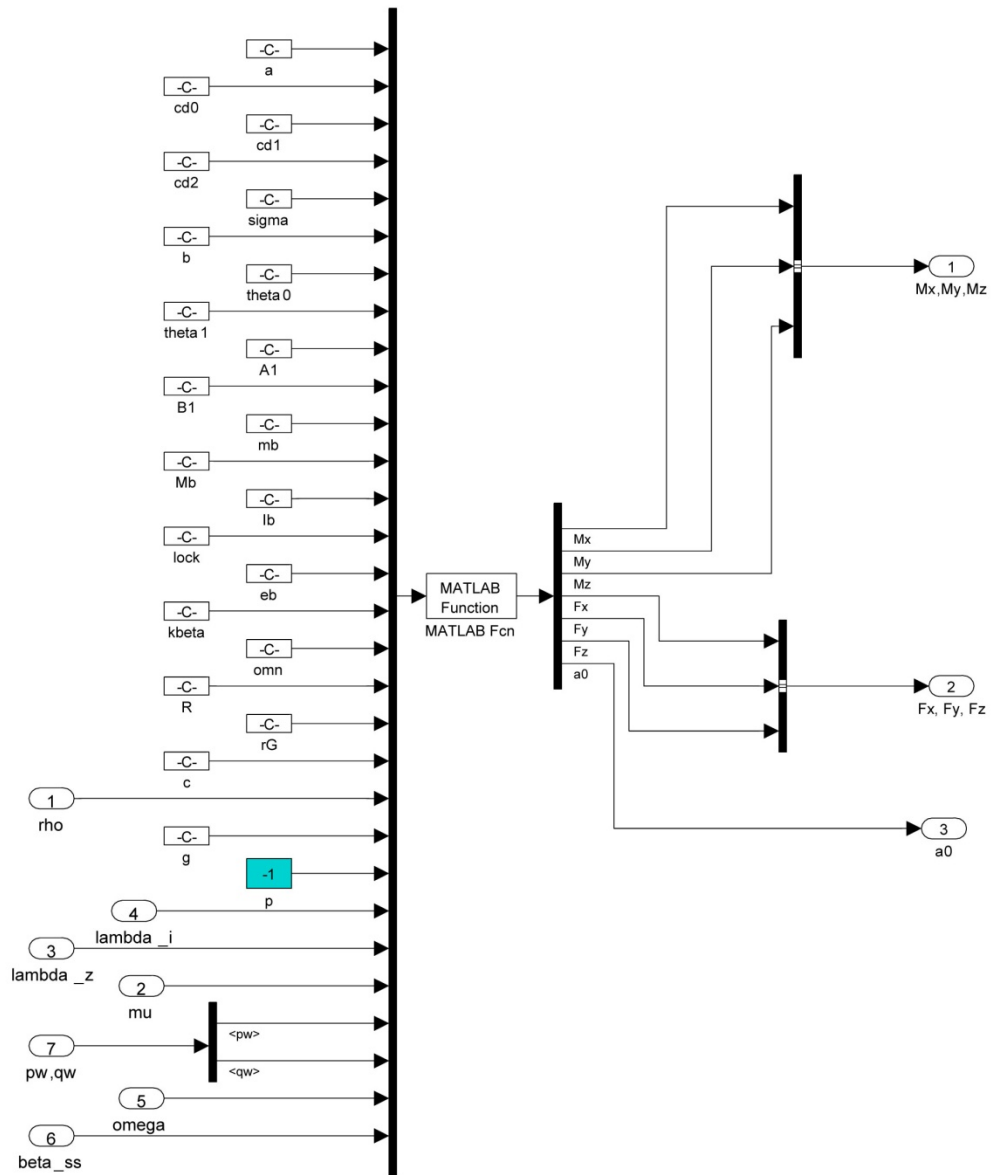 -C-
a
-C-
cd0
-C-
cd1
-C-
cd2
-C-
sigma
-C-
b
-C-
theta 0
-C-
theta 1
-C-
A1
-C-
B1
-C-
mb
-C-
Mb
-C-
Ib
-C-
lock
-C-
eb
-C-
kbeta
-C-
omn
-C-
R
-C-
rG
-C-
c
1
rho
-C-
g
-1
p
4
lambda _i
3
lambda _z
2
mu
7
pw,qw
<pw>
<qw>
5
omega
6
beta _ss
MATLAB
Function
MATLAB Fcn
Mx
My
Mz
Fx
Fy
Fz
a0
1
Mx,My,Mz
2
Fx, Fy, Fz
3
a0